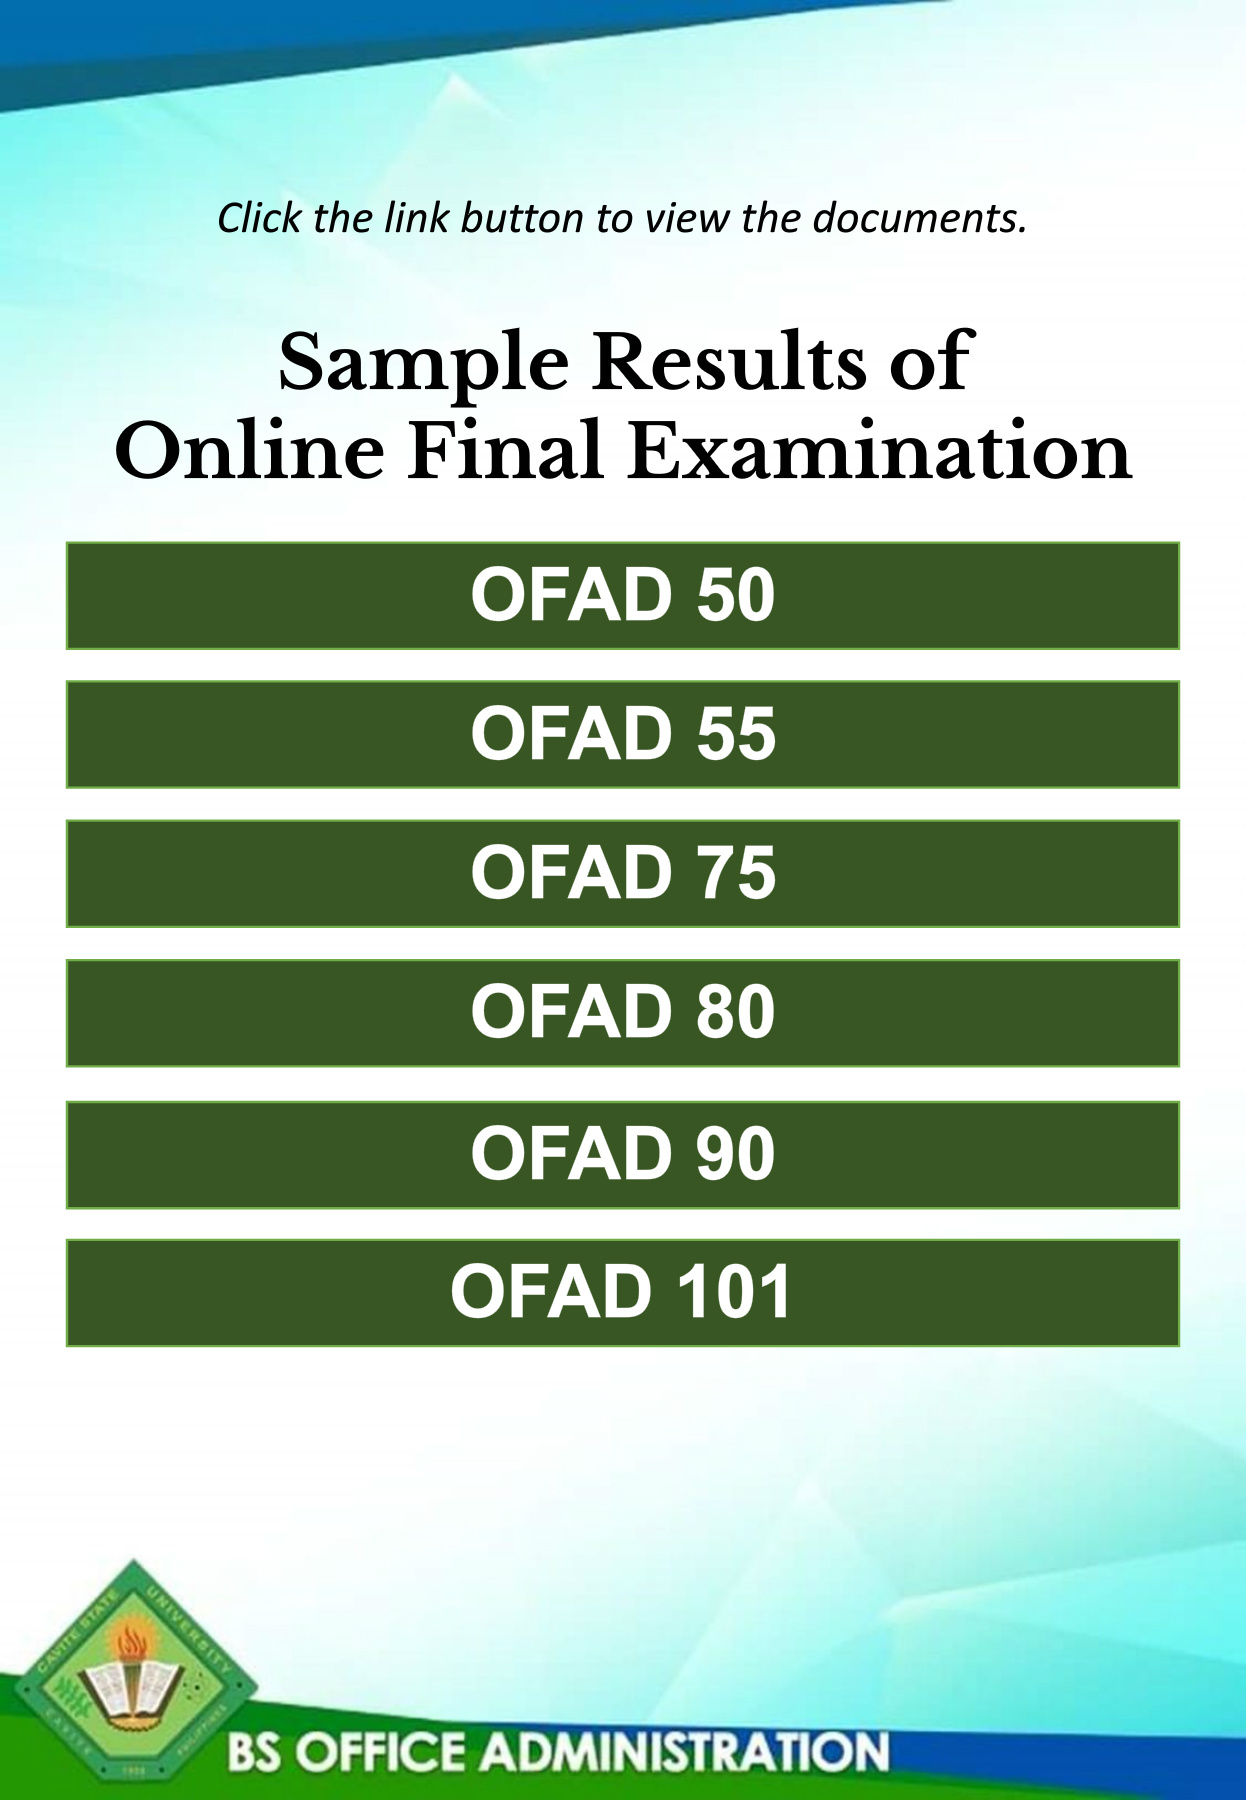 Click the link button to view the documents.
Sample Results of
Online Final Examination
OFAD 50
OFAD 55
OFAD 75
OFAD 80
OFAD 90
OFAD 101
CAVITE STATE UNIVERSITY
CAVITE
PHILIPPINES
BS OFFICE ADMINISTRATION